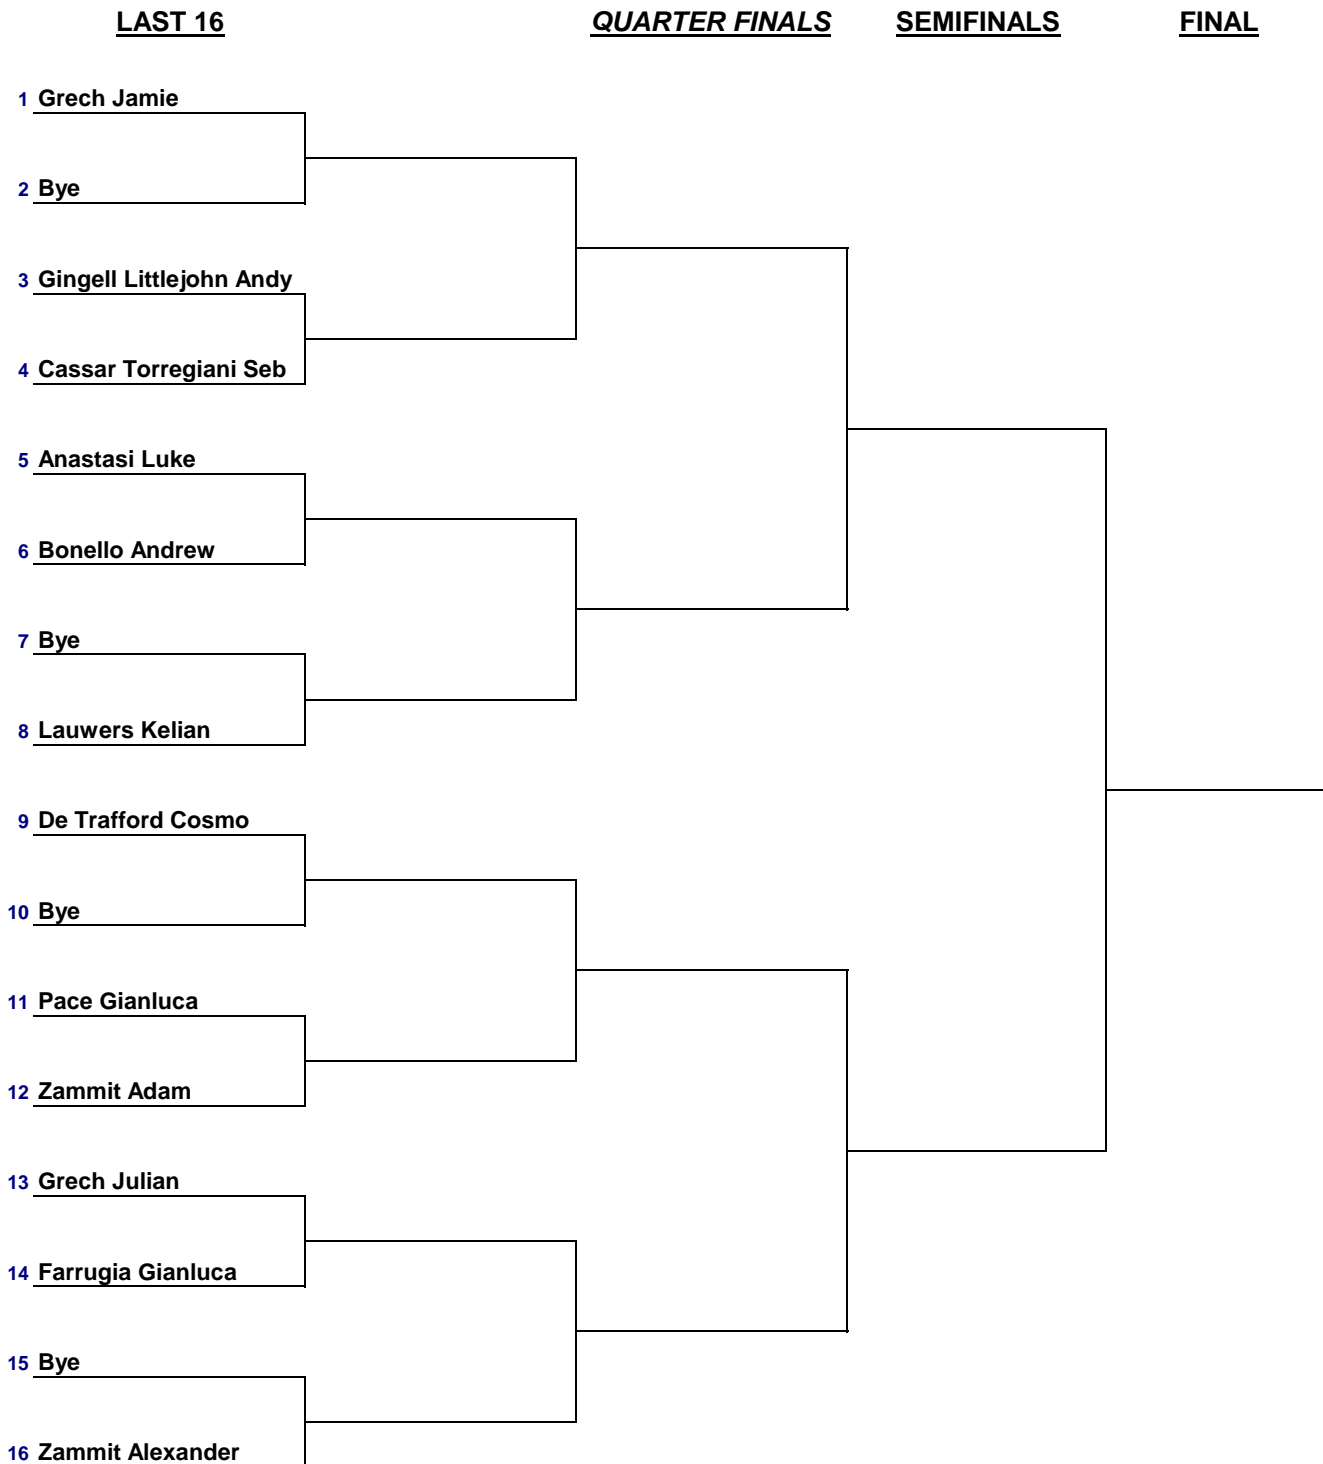 LAST 16 QUARTER FINALS SEMIFINALS FINAL
1 Grech Jamie
2 Bye
3 Gingell Littlejohn Andy
4 Cassar Torregiani Seb
5 Anastasi Luke
6 Bonello Andrew
7 Bye
8 Lauwers Kelian
9 De Trafford Cosmo
10 Bye
11 Pace Gianluca
12 Zammit Adam
13 Grech Julian
14 Farrugia Gianluca
15 Bye
16 Zammit Alexander